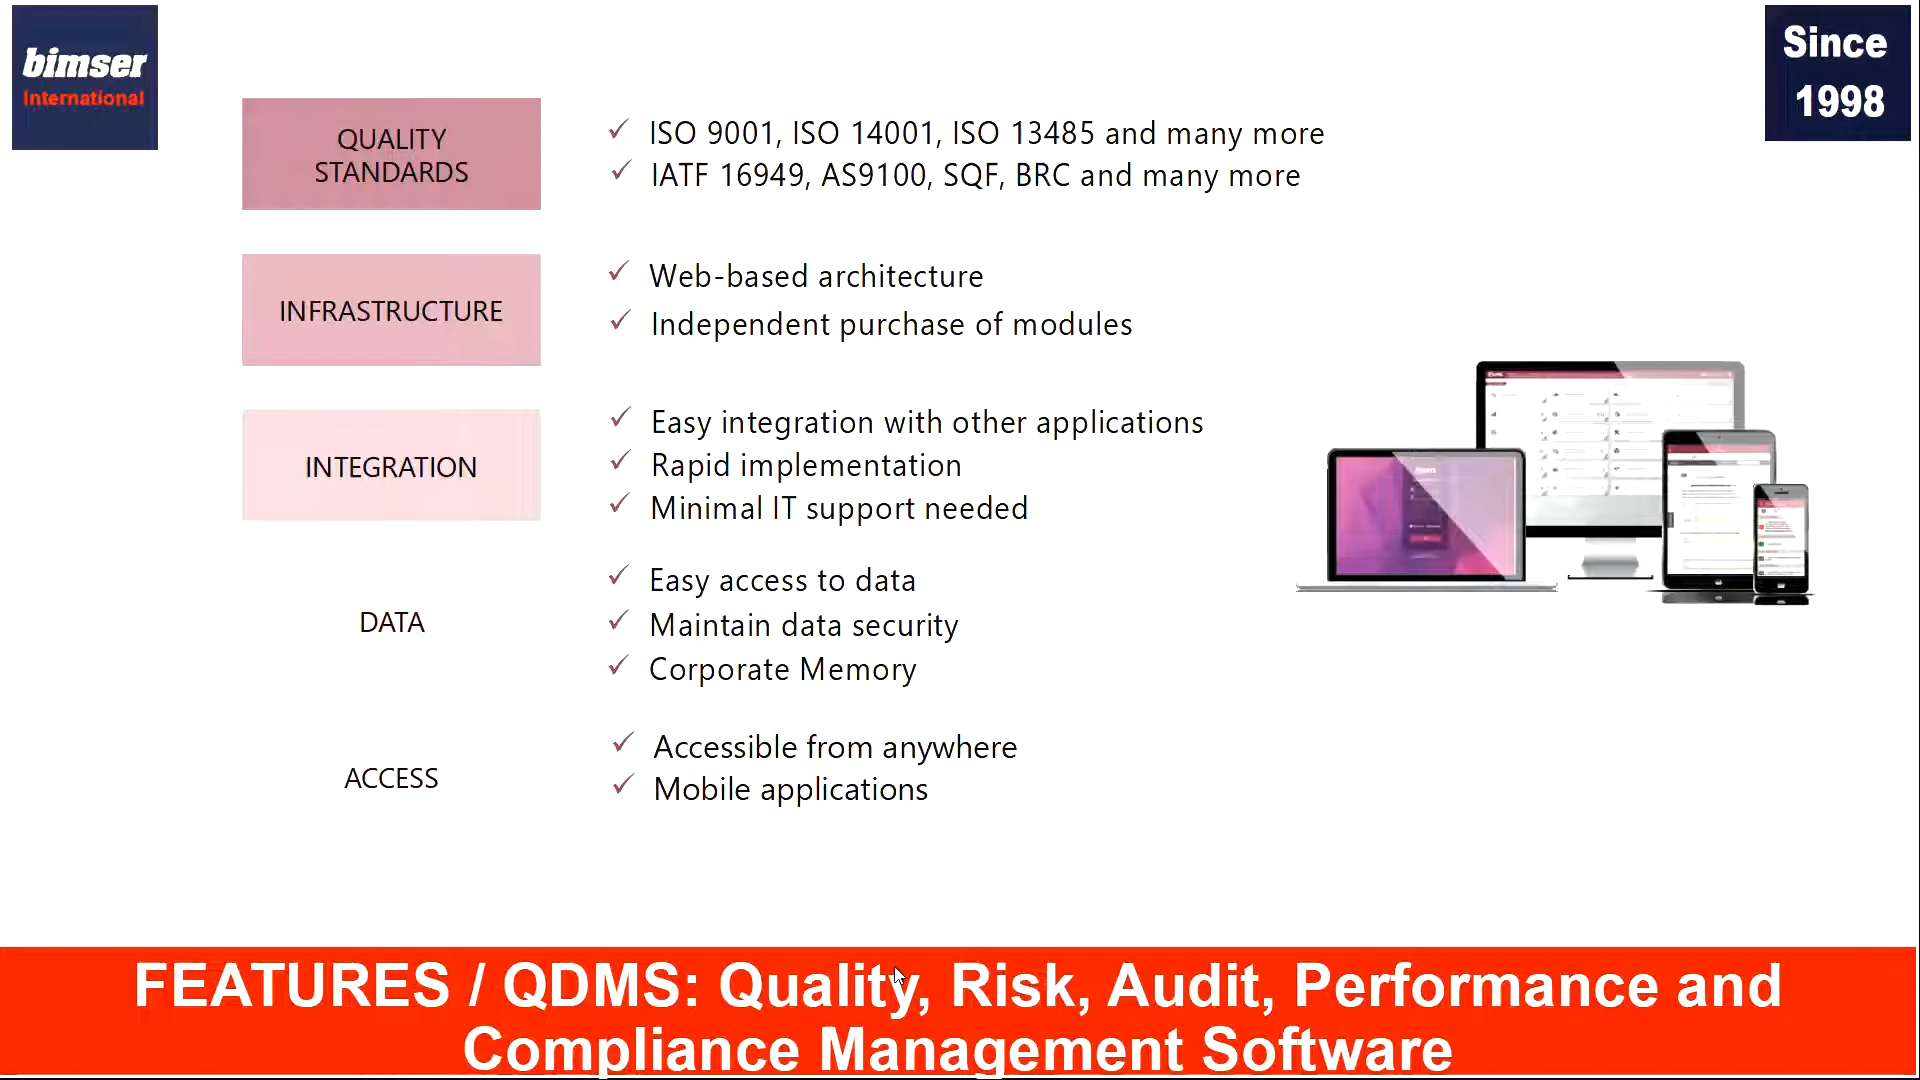 bimser
International
Since
1998
QUALITY
STANDARDS
✓ ISO 9001, ISO 14001, ISO 13485 and many more
✓ IATF 16949, AS9100, SQF, BRC and many more
INFRASTRUCTURE
✓ Web-based architecture
✓ Independent purchase of modules
INTEGRATION
✓ Easy integration with other applications
✓ Rapid implementation
✓ Minimal IT support needed
DATA
✓ Easy access to data
✓ Maintain data security
✓ Corporate Memory
ACCESS
✓ Accessible from anywhere
✓ Mobile applications
FEATURES / QDMS: Quality, Risk, Audit, Performance and
Compliance Management Software